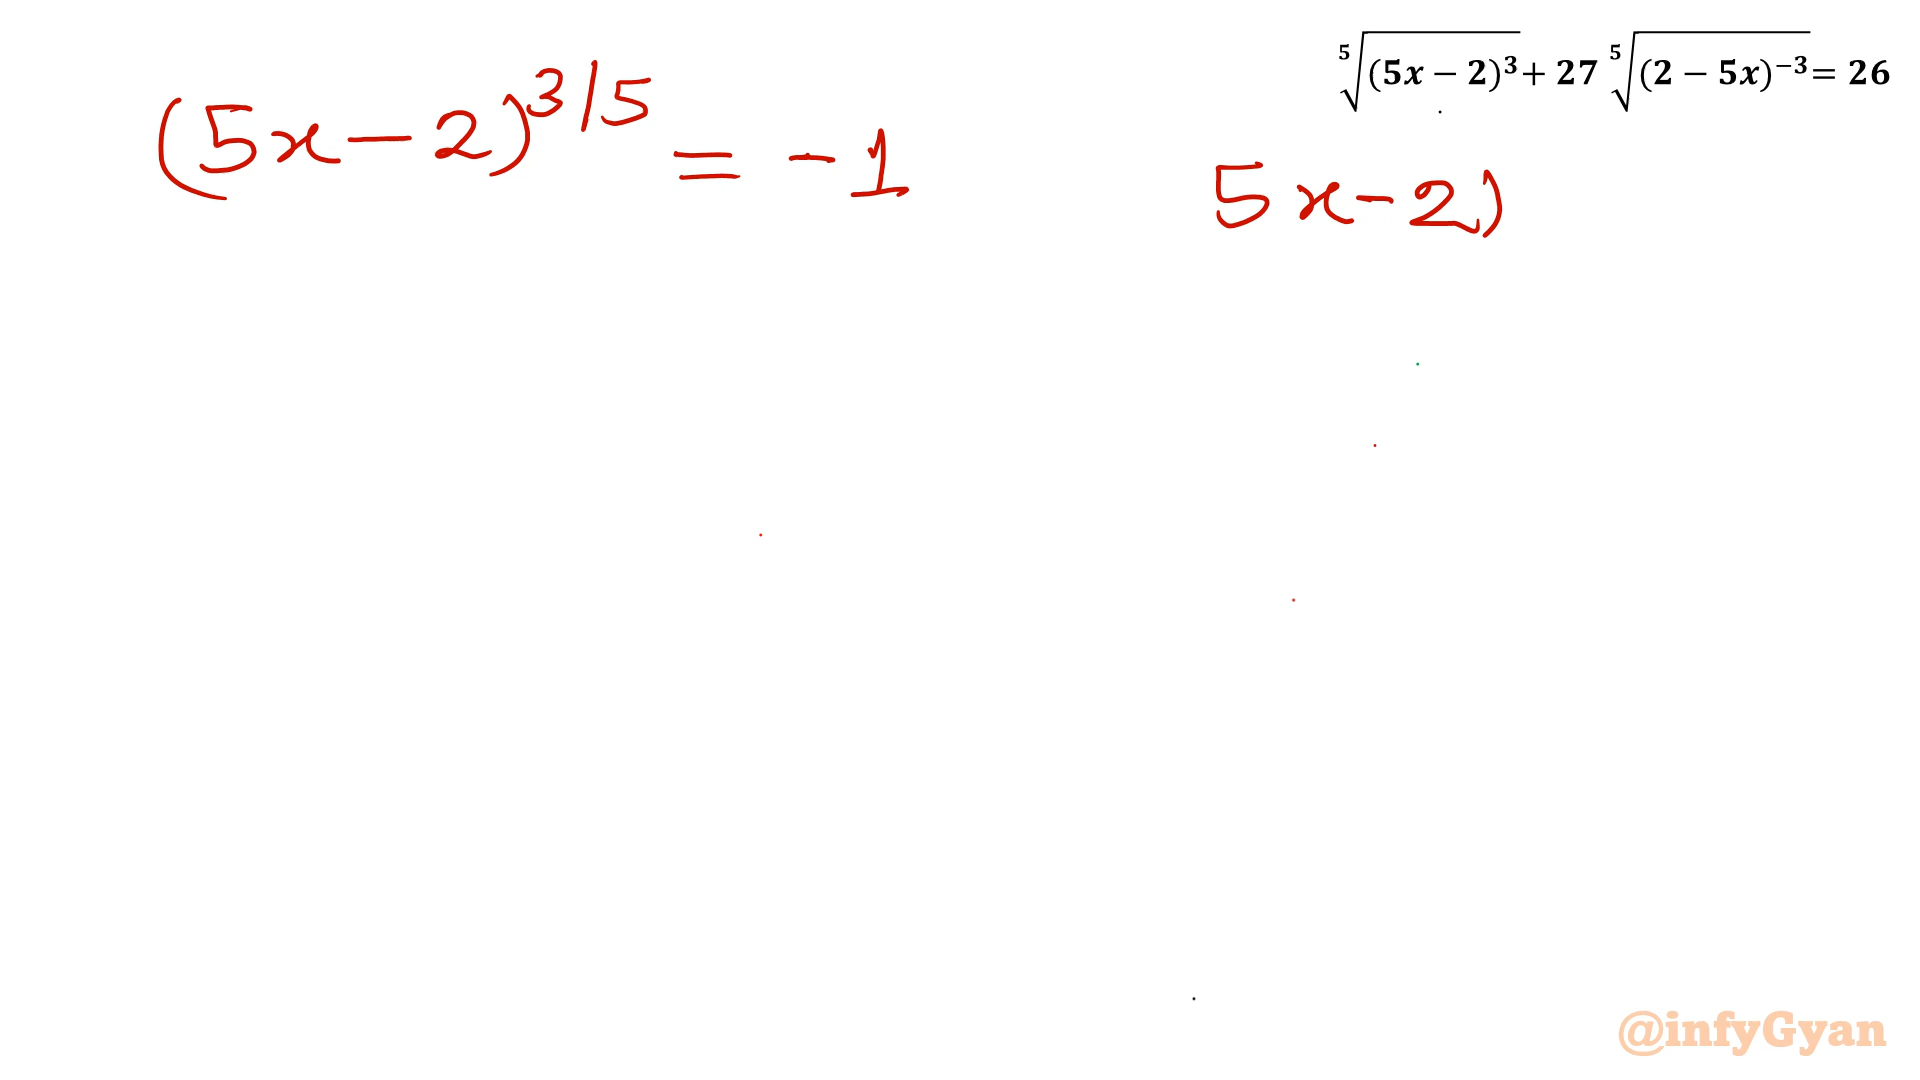 ⁵√(5x − 2)³ + 27 ⁵√(2 − 5x)⁻³ = 26
(5x − 2)^3/5 = −1
5x − 2)
@infyGyan